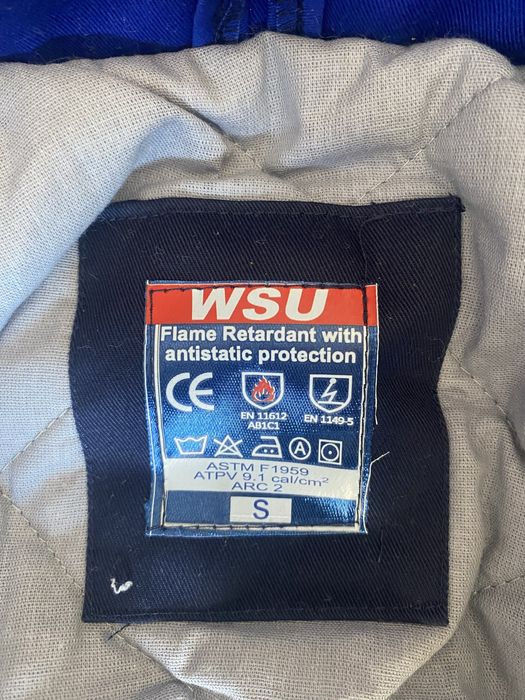 WSU
Flame Retardant with
antistatic protection
CE
EN 11612
A B1C1
EN 1149-5
A
ASTM F1959
ATPV 9.1 cal/cm²
ARC 2
S